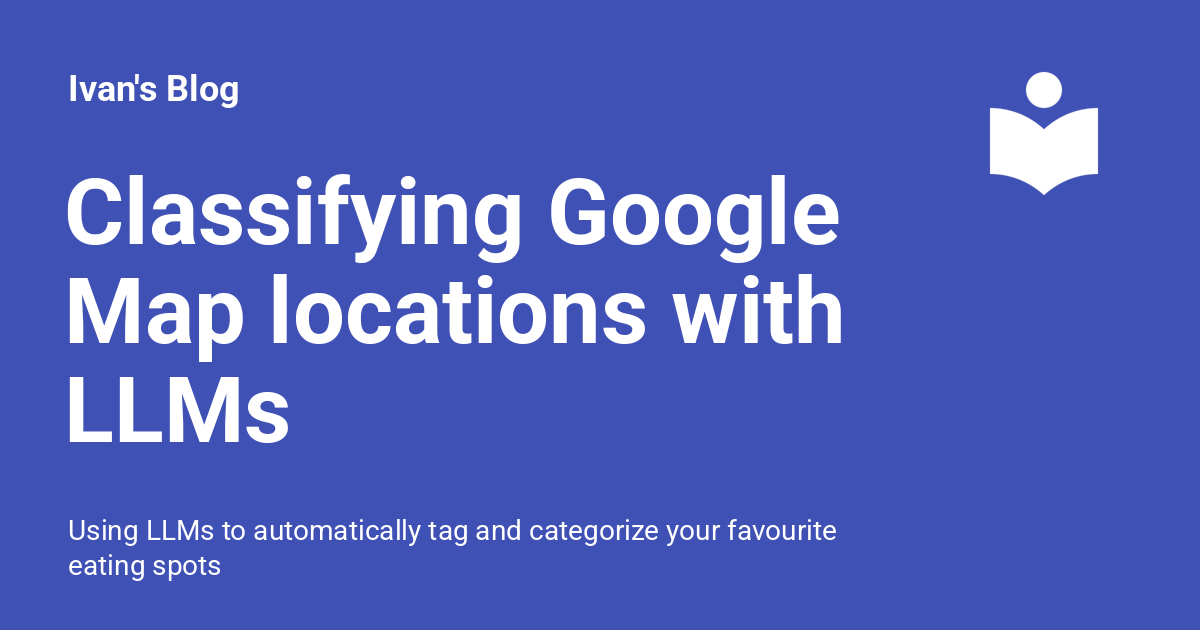 Ivan's Blog
Classifying Google
Map locations with
LLMs
Using LLMs to automatically tag and categorize your favourite
eating spots